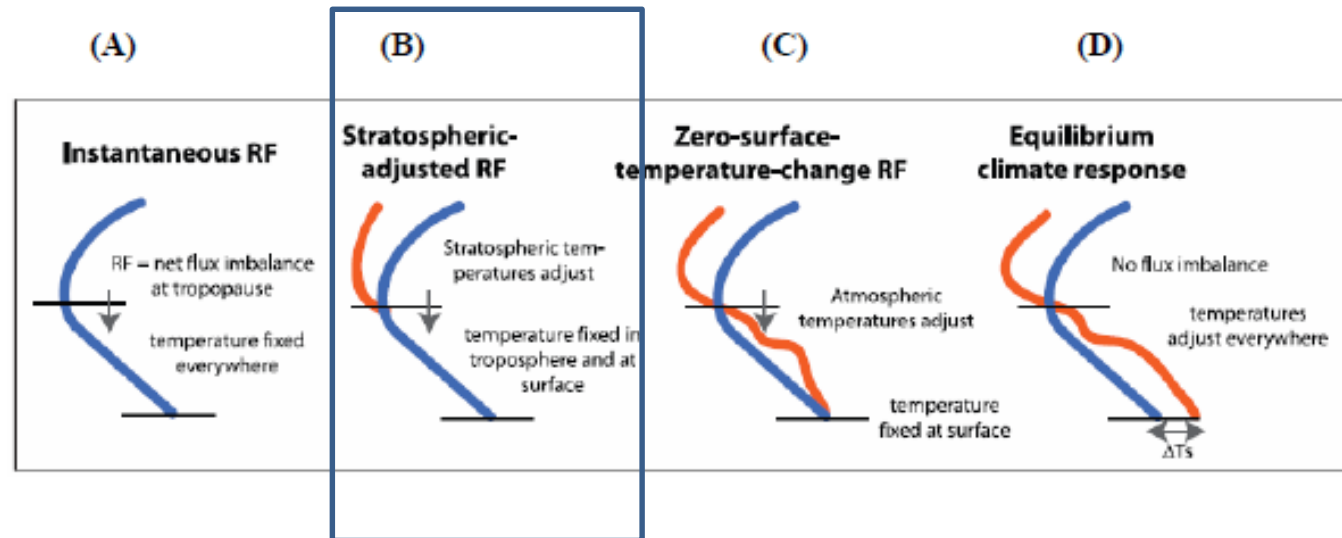 (A)
(B)
(C)
(D)
Instantaneous RF
RF = net flux imbalance
at tropopause
temperature fixed
everywhere
Stratospheric-
adjusted RF
Stratospheric tem-
peratures adjust
temperature fixed in
troposphere and at
surface
Zero-surface-
temperature-change RF
Atmospheric
temperatures adjust
temperature
fixed at surface
Equilibrium
climate response
No flux imbalance
temperatures
adjust everywhere
ΔTs